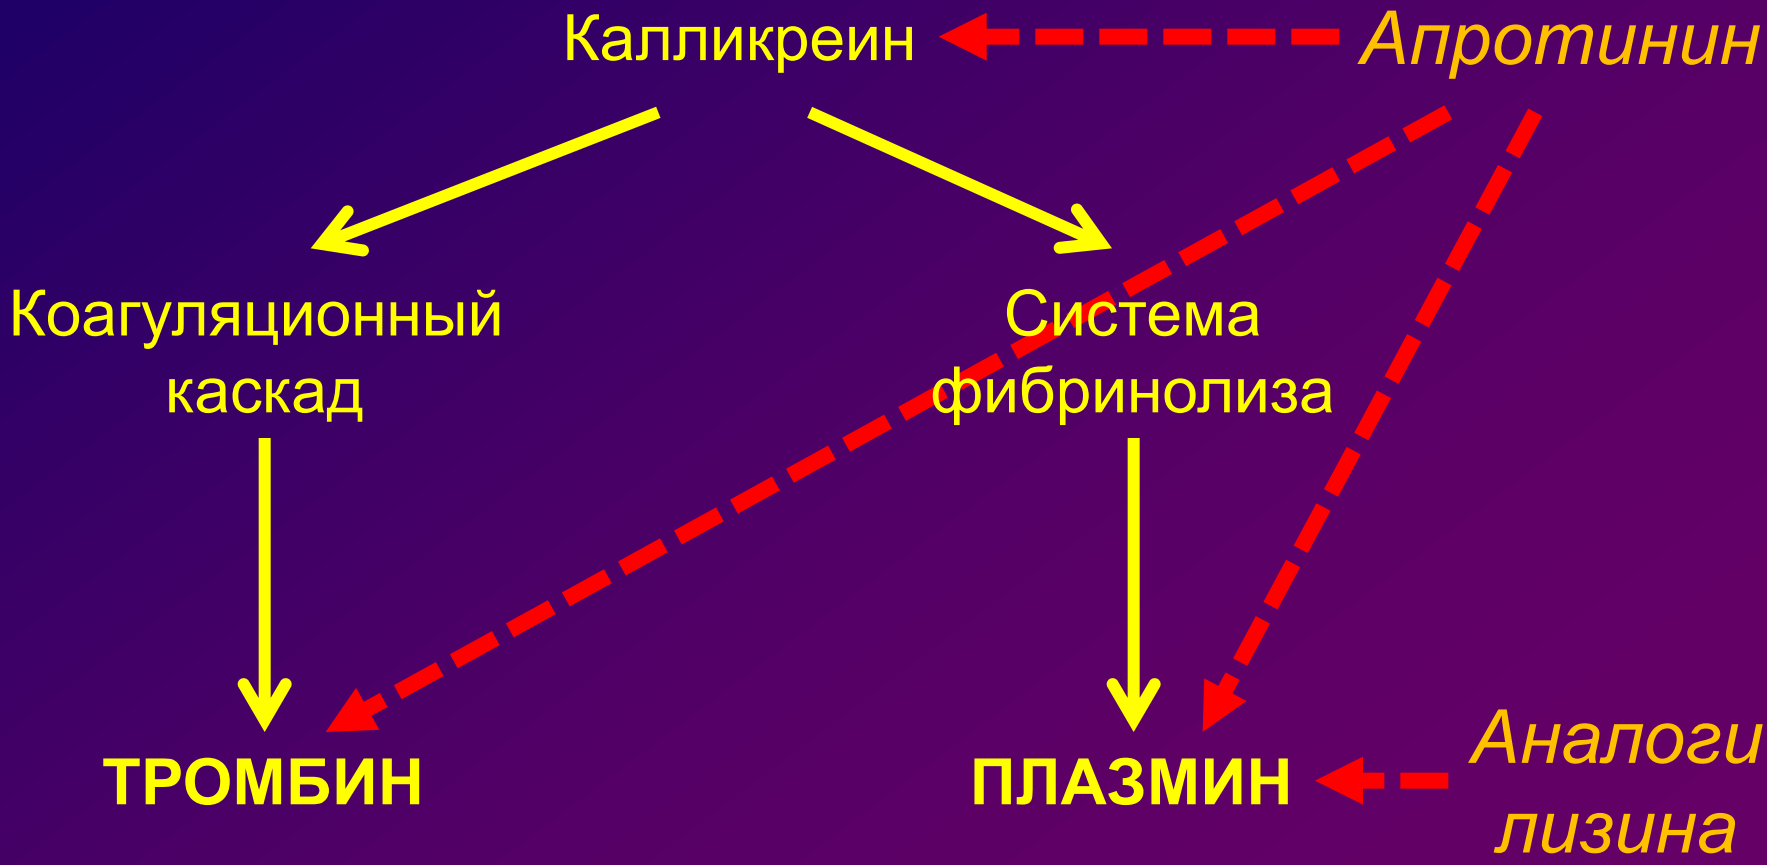 Калликреин
Апротинин
Коагуляционный
каскад
Система
фибринолиза
ТРОМБИН
ПЛАЗМИН
Аналоги
лизина